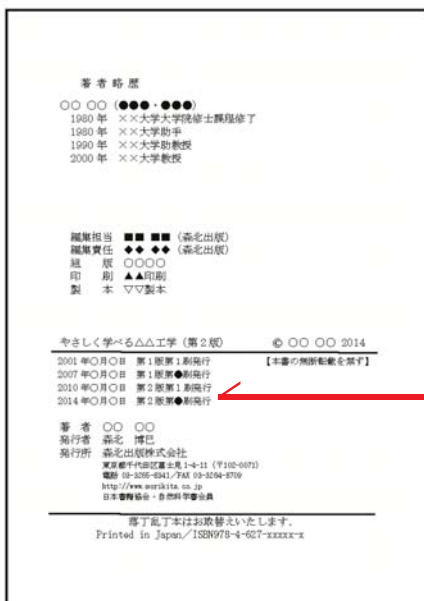 著 者 略 歴
○○ ○○ (●●●・●●●)
1980 年 ××大学大学院修士課程修了
1980 年 ××大学助手
1990 年 ××大学助教授
2000 年 ××大学教授
編集担当 ■■ ■■ (森北出版)
編集責任 ◆◆ ◆◆ (森北出版)
組 版 ○○○○
印 刷 ▲▲印刷
製 本 ▽▽製本
やさしく学べる△△工学 (第2版) © ○○ ○○ 2014
2001 年○月○日 第1版第1刷発行 【本書の無断転載を禁ず】
2007 年○月○日 第1版第●刷発行
2010 年○月○日 第2版第1刷発行
2014 年○月○日 第2版第●刷発行
著 者 ○○ ○○
発行者 森北 博巳
発行所 森北出版株式会社
東京都千代田区富士見 1-4-11 (〒102-0071)
電話 03-3265-8341/FAX 03-3264-8709
http://www.morikita.co.jp
日本書籍協会・自然科学書会員
落丁乱丁本はお取替えいたします.
Printed in Japan/ISBN978-4-627-xxxxx-x